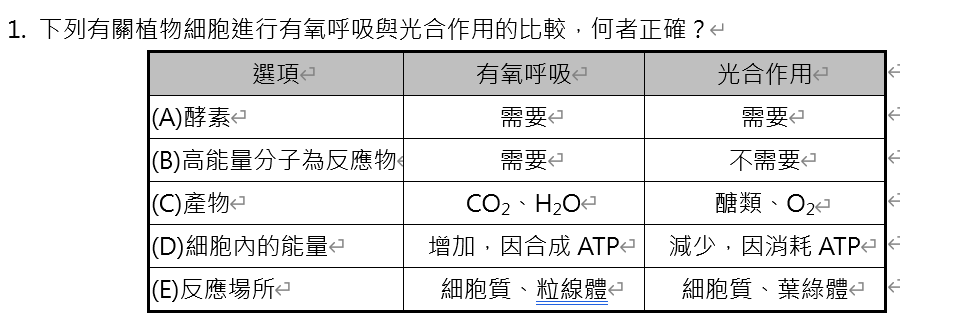 1. 下列有關植物細胞進行有氧呼吸與光合作用的比較，何者正確？
選項 有氧呼吸 光合作用
(A)酵素 需要 需要
(B)高能量分子為反應物 需要 不需要
(C)產物 CO₂、H₂O 醣類、O₂
(D)細胞內的能量 增加，因合成 ATP 減少，因消耗 ATP
(E)反應場所 細胞質、粒線體 細胞質、葉綠體